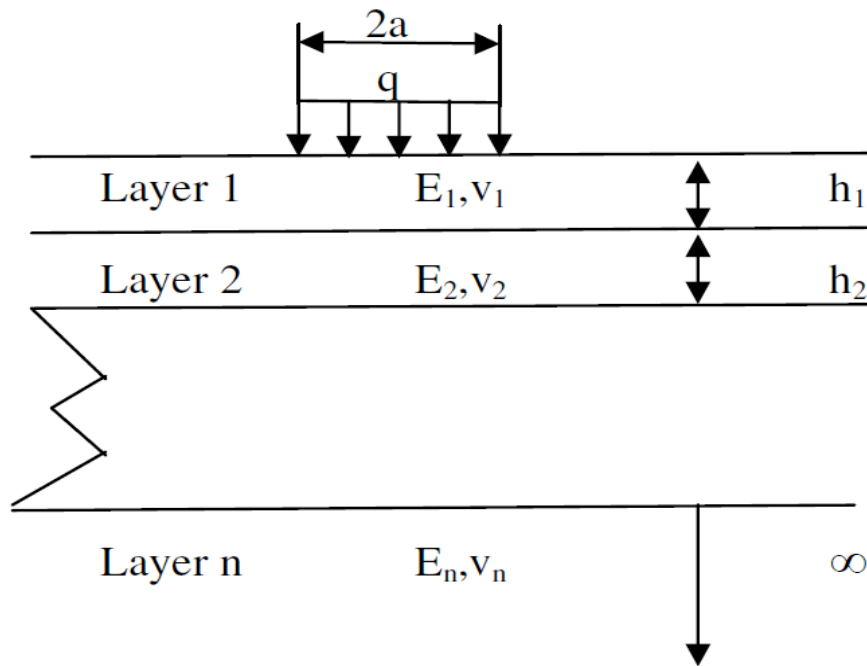 2a
q
Layer 1 E₁,v₁ h₁
Layer 2 E₂,v₂ h₂
Layer n Eₙ,vₙ ∞